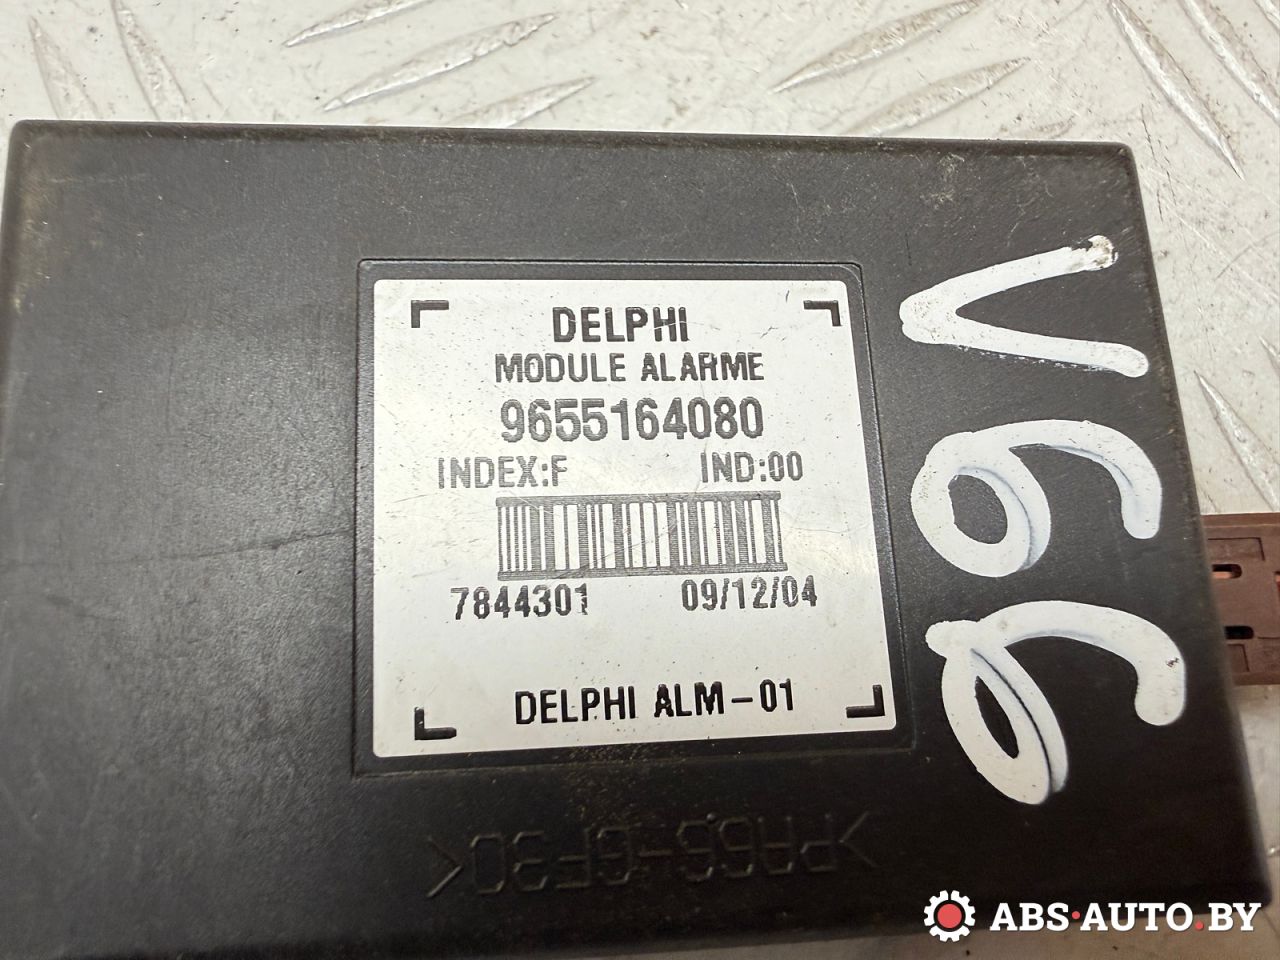 DELPHI
MODULE ALARME
9655164080
INDEX:F IND:00
7844301 09/12/04
DELPHI ALM-01
V66
>PA66-GF30<
ABS·AUTO.BY